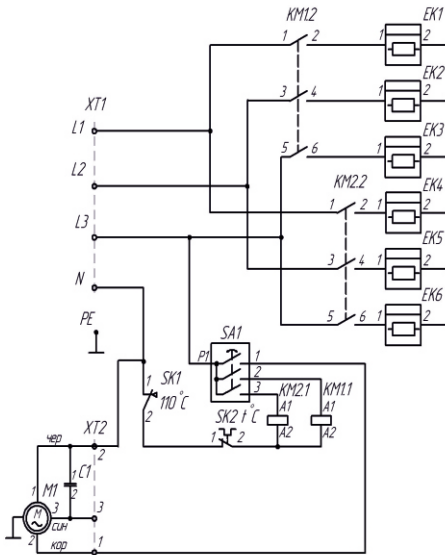 KM1.2
EK1
1 2
1 2
XT1
EK2
L1
3 4
1 2
EK3
L2
5 6
1 2
KM2.2
EK4
L3
1 2
1 2
EK5
3 4
1 2
N
EK6
5 6
1 2
PE
SA1
P1
1
2
3
1
SK1
110°C
2
KM2.1
KM1.1
SK2 t°C
A1
A1
1 2
A2
A2
XT2
чер
2
C1
1
2
M1
1
M
3
3
син
2
кор
1